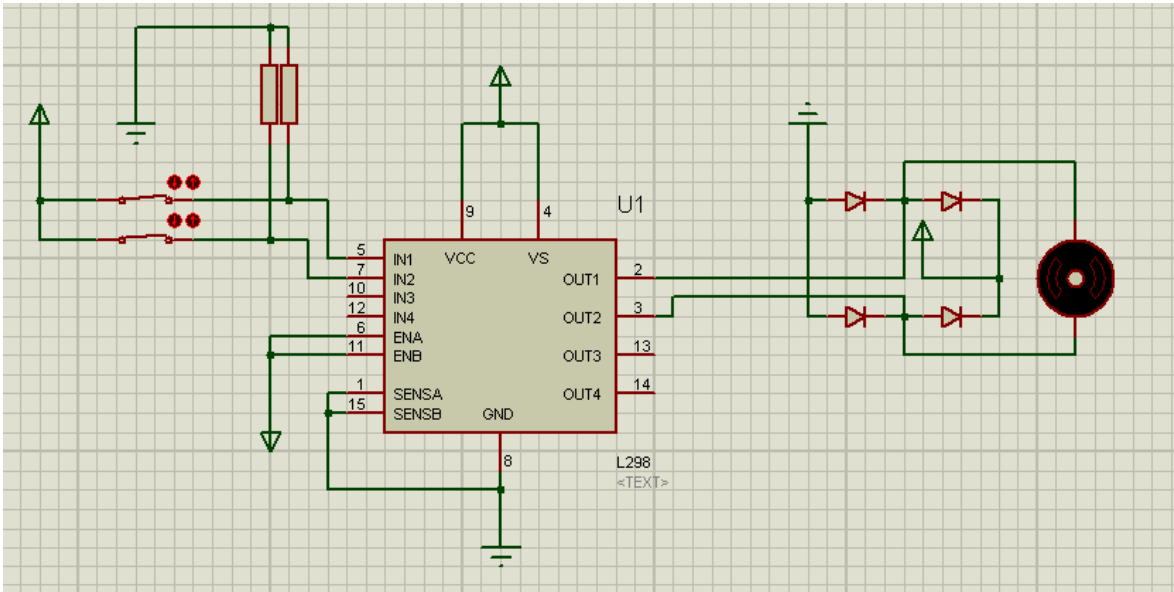 U1
9
4
5
IN1
VCC
VS
7
IN2
OUT1
2
10
IN3
12
IN4
OUT2
3
6
ENA
11
ENB
OUT3
13
1
SENSA
OUT4
14
15
SENSB
GND
8
L298
<TEXT>